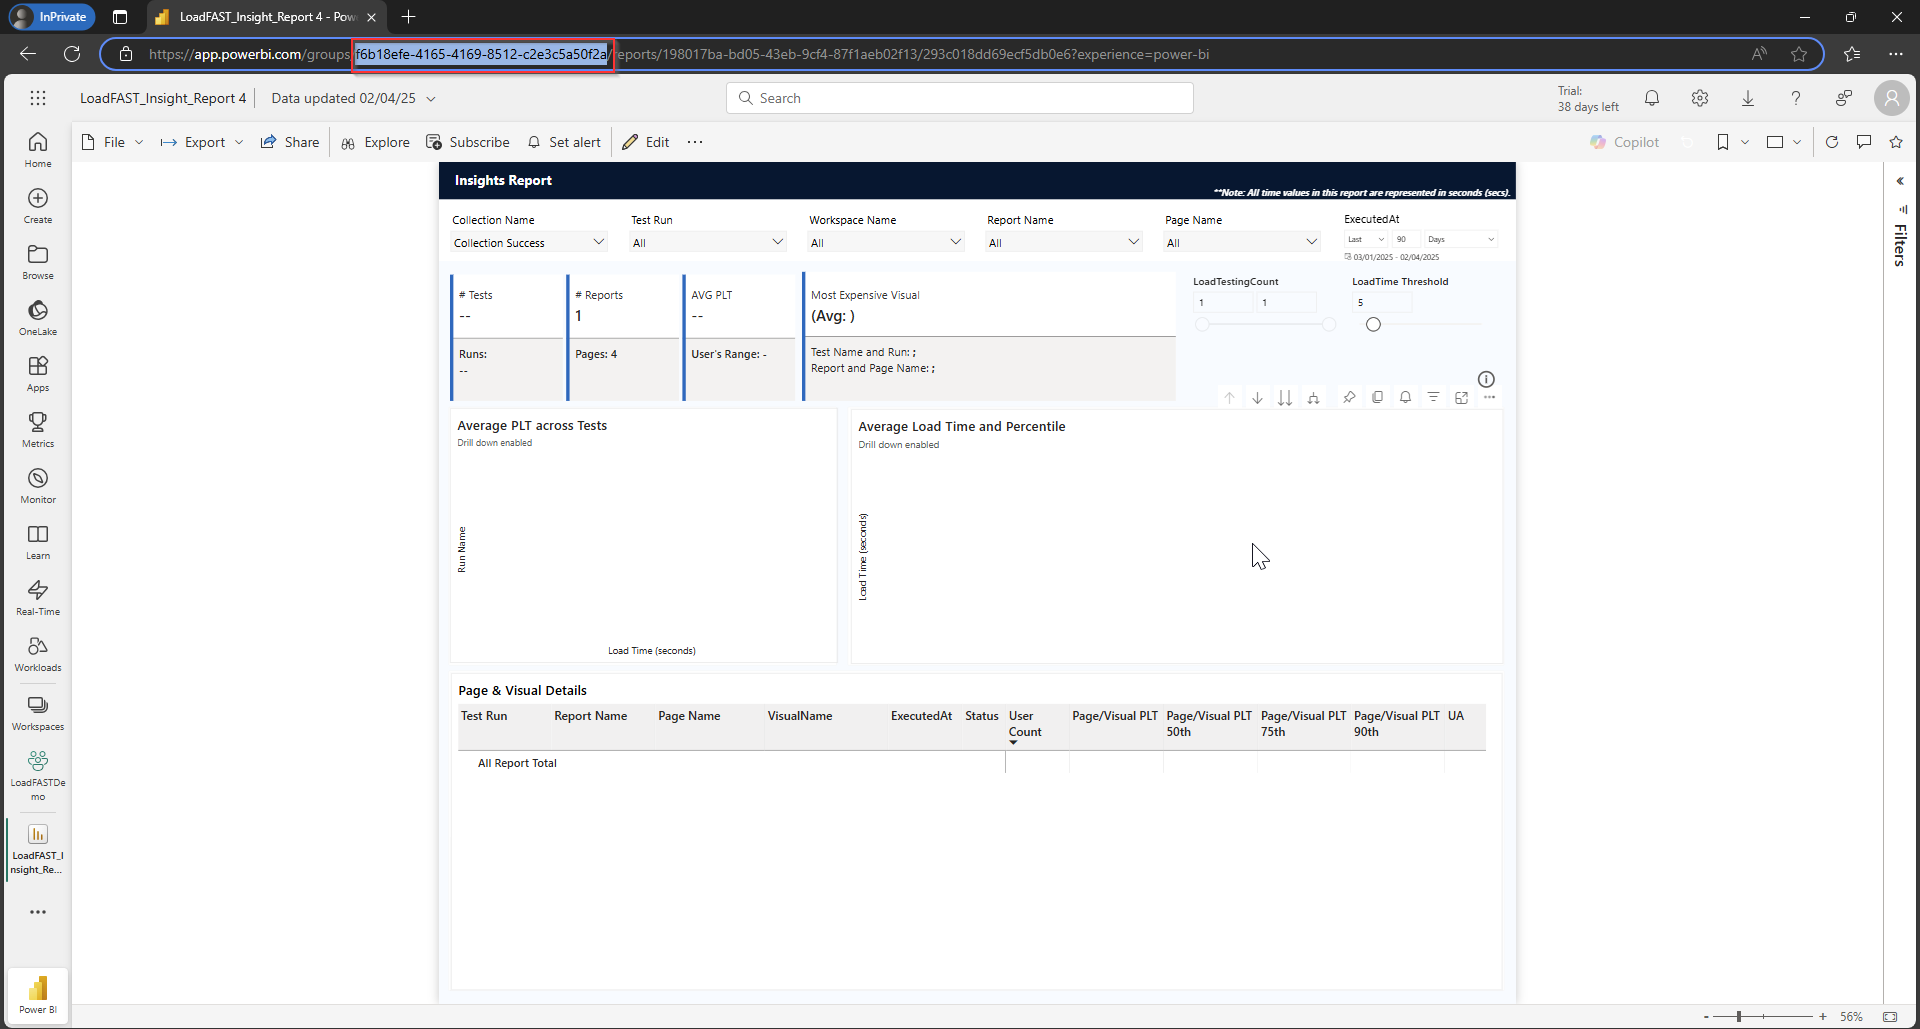 InPrivate
LoadFAST_Insight_Report 4 - Pow
https://app.powerbi.com/groups/f6b18efe-4165-4169-8512-c2e3c5a50f2a/reports/198017ba-bd05-43eb-9cf4-87f1aeb02f13/293c018dd69ecf5db0e6?experience=power-bi
LoadFAST_Insight_Report 4
Data updated 02/04/25
Search
Trial:
38 days left
File
Export
Share
Explore
Subscribe
Set alert
Edit
Copilot
Home
Create
Browse
OneLake
Apps
Metrics
Monitor
Learn
Real-Time
Workloads
Workspaces
LoadFASTDe
mo
LoadFAST_I
nsight_Re...
Power BI
Insights Report
**Note: All time values in this report are represented in seconds (secs).
Collection Name
Collection Success
Test Run
All
Workspace Name
All
Report Name
All
Page Name
All
ExecutedAt
Last
90
Days
03/01/2025 - 02/04/2025
# Tests
--
Runs:
--
# Reports
1
Pages: 4
AVG PLT
--
User's Range: -
Most Expensive Visual
(Avg: )
Test Name and Run: ;
Report and Page Name: ;
LoadTestingCount
1
1
LoadTime Threshold
5
Average PLT across Tests
Drill down enabled
Run Name
Load Time (seconds)
Average Load Time and Percentile
Drill down enabled
Load Time (seconds)
Page & Visual Details
Test Run
Report Name
Page Name
VisualName
ExecutedAt
Status
User
Count
Page/Visual PLT
Page/Visual PLT
50th
Page/Visual PLT
75th
Page/Visual PLT
90th
UA
All Report Total
Filters
56%